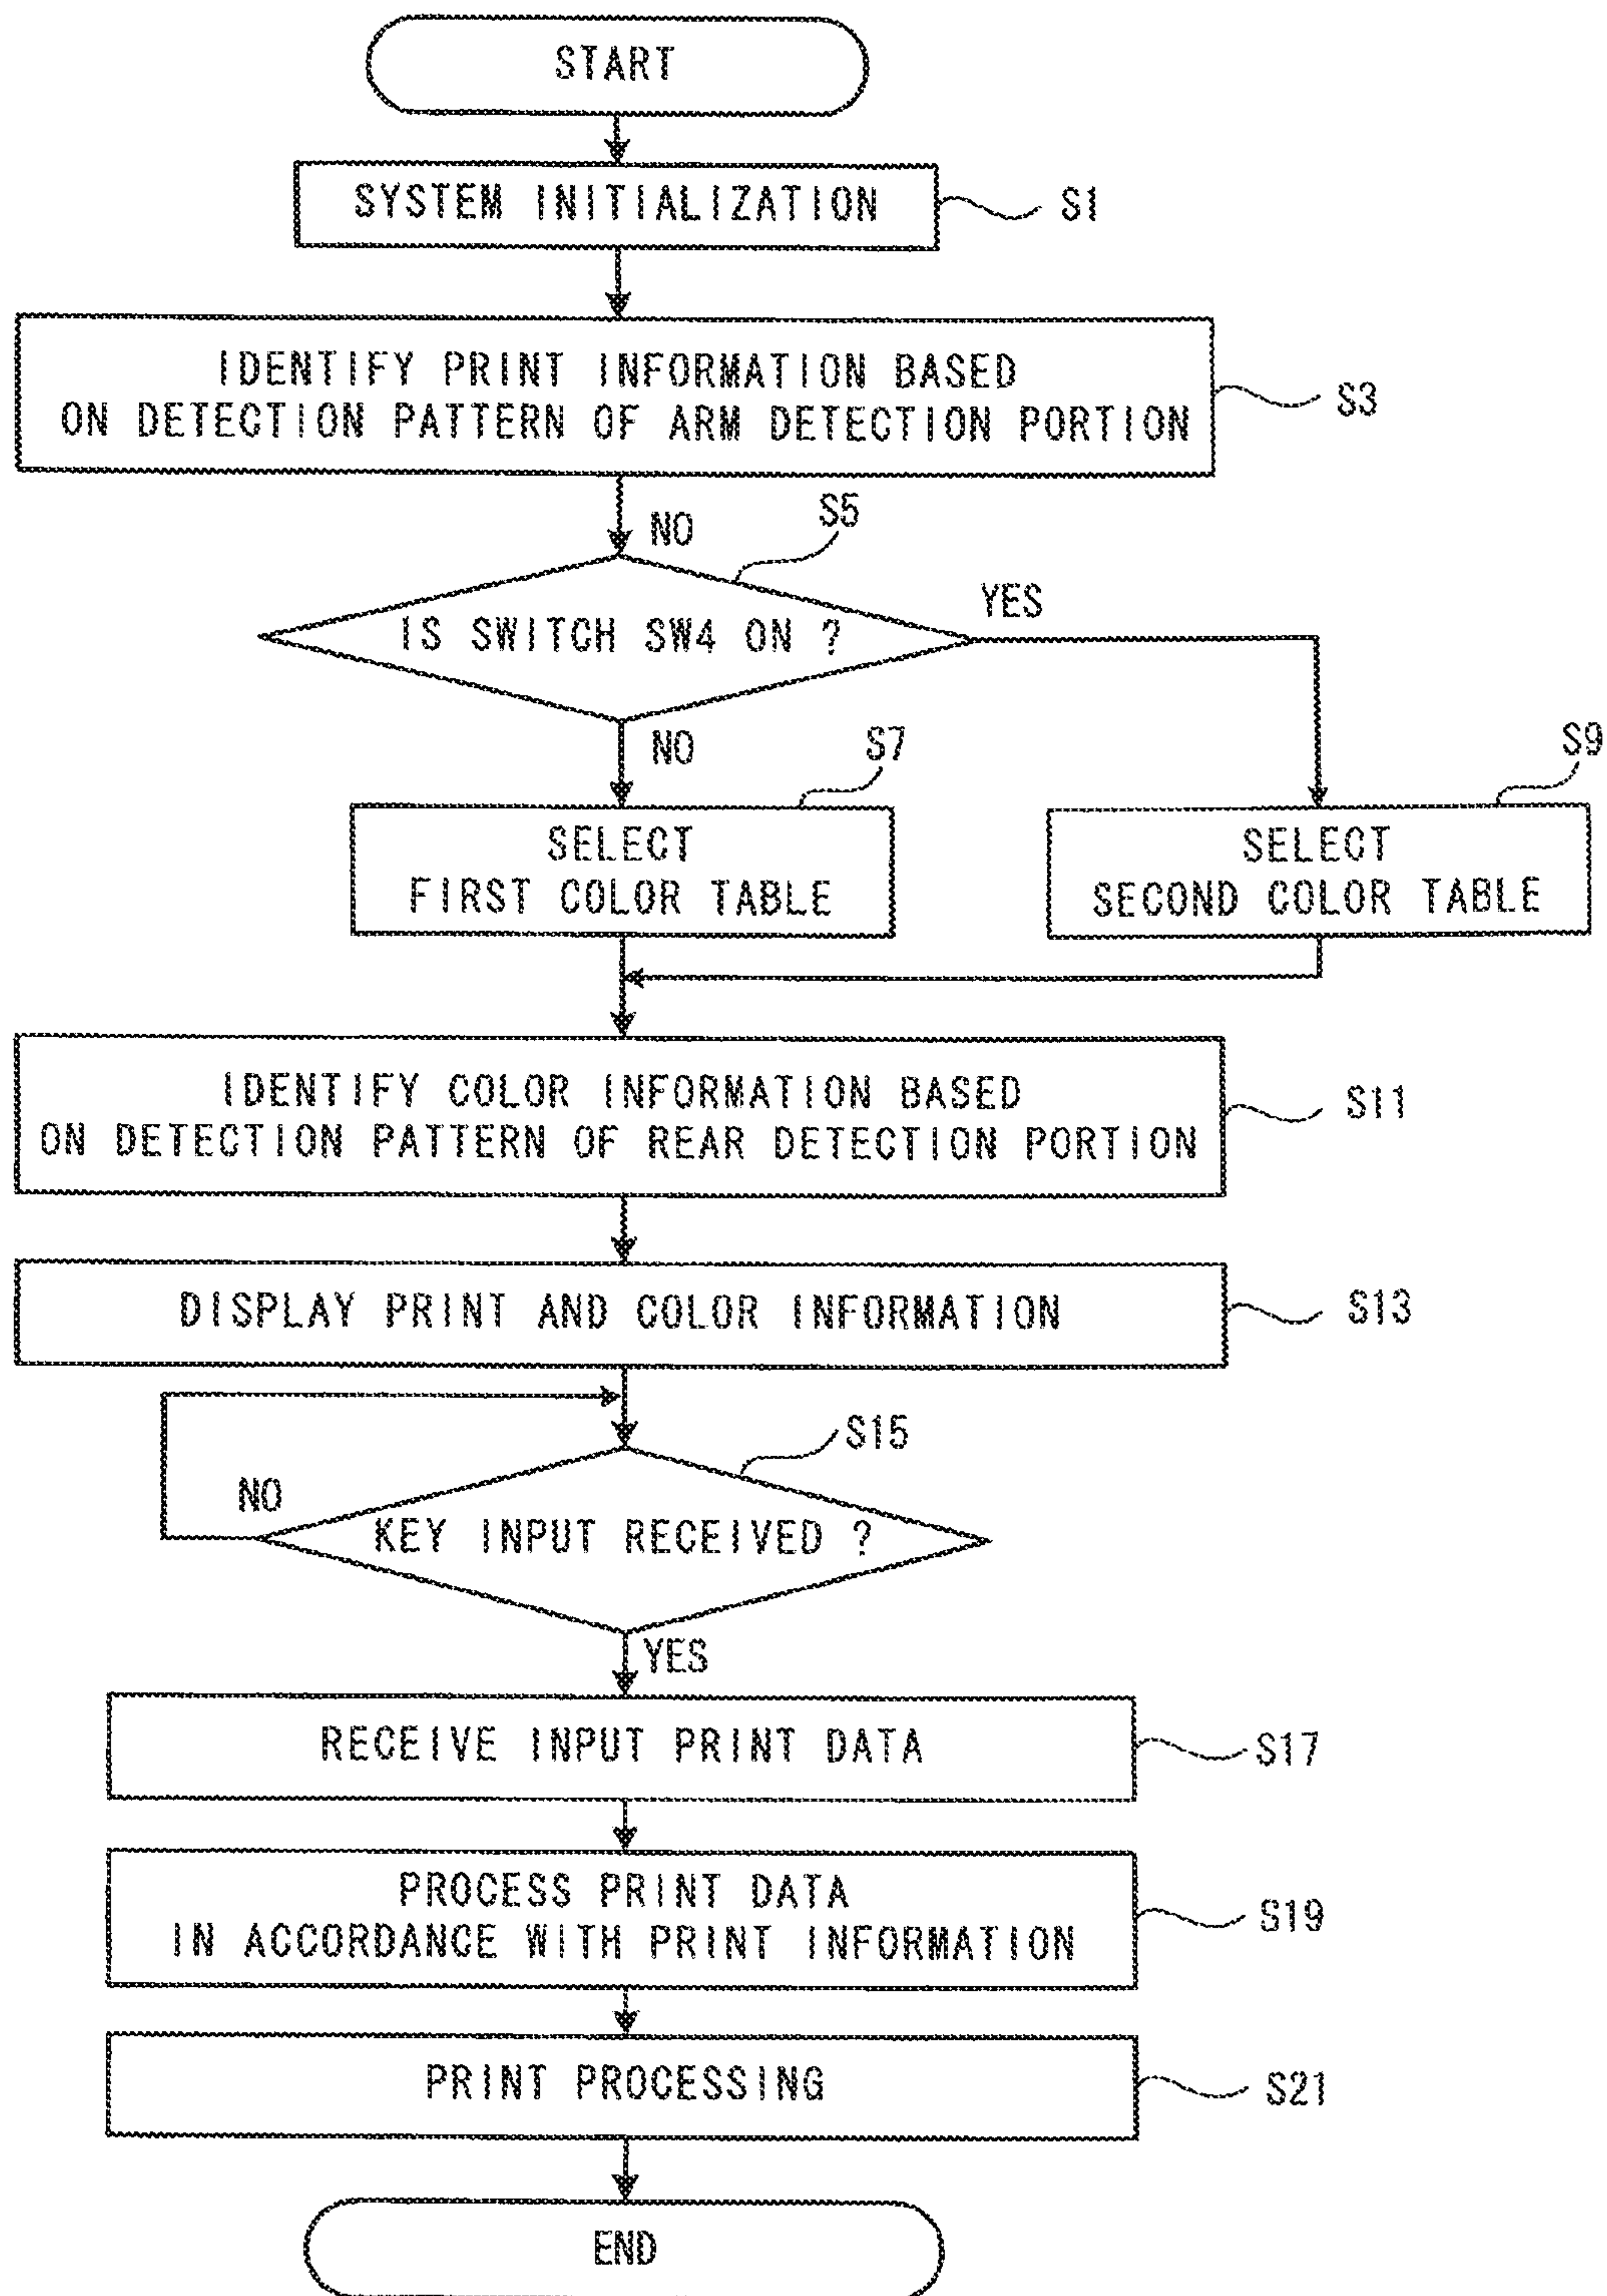 START
SYSTEM INITIALIZATION
S1
IDENTIFY PRINT INFORMATION BASED
ON DETECTION PATTERN OF ARM DETECTION PORTION
S3
NO
S5
IS SWITCH SW4 ON ?
YES
NO
S7
S9
SELECT
FIRST COLOR TABLE
SELECT
SECOND COLOR TABLE
IDENTIFY COLOR INFORMATION BASED
ON DETECTION PATTERN OF REAR DETECTION PORTION
S11
DISPLAY PRINT AND COLOR INFORMATION
S13
S15
NO
KEY INPUT RECEIVED ?
YES
RECEIVE INPUT PRINT DATA
S17
PROCESS PRINT DATA
IN ACCORDANCE WITH PRINT INFORMATION
S19
PRINT PROCESSING
S21
END